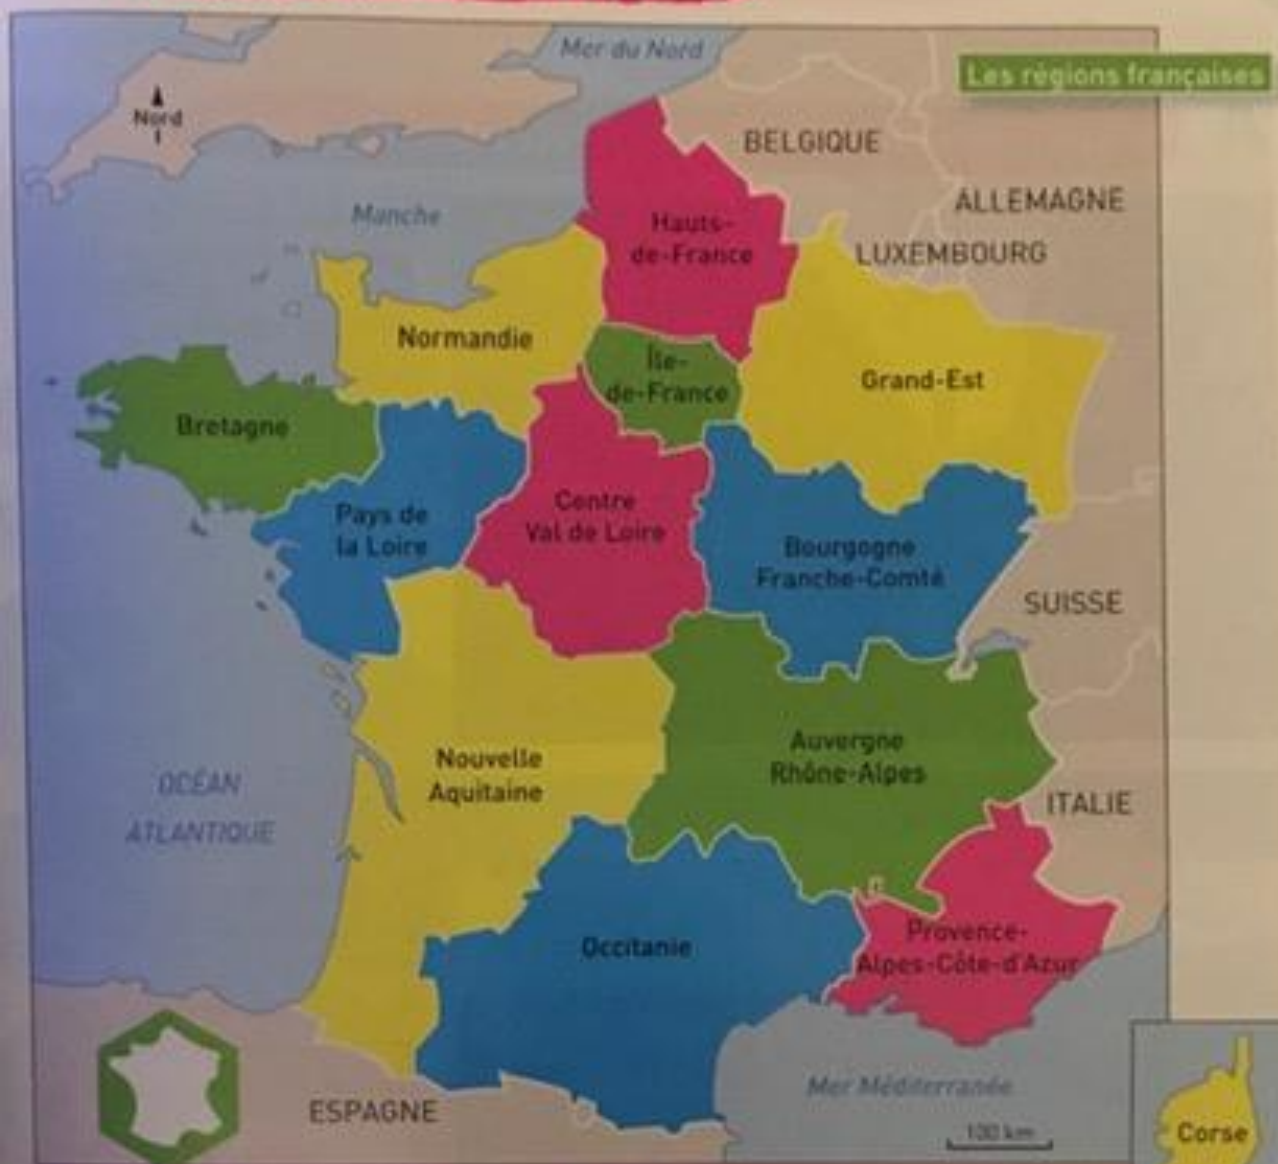 Mer du Nord
Les régions françaises
Nord
BELGIQUE
ALLEMAGNE
Manche
Hauts-
de-France
LUXEMBOURG
Normandie
Île-
de-France
Grand-Est
Bretagne
Pays de
la Loire
Centre
Val de Loire
Bourgogne
Franche-Comté
SUISSE
Nouvelle
Aquitaine
Auvergne
Rhône-Alpes
OCÉAN
ATLANTIQUE
ITALIE
Occitanie
Provence-
Alpes-Côte-d'Azur
Mer Méditerranée
ESPAGNE
100 km
Corse